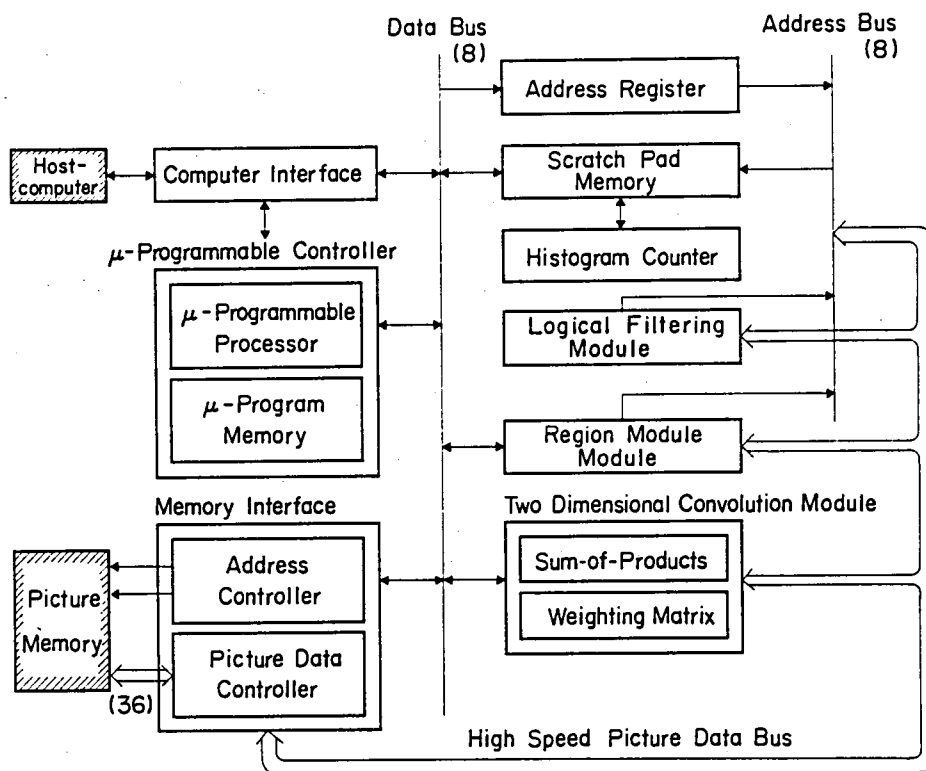 Data Bus
(8)
Address Bus
(8)
Address Register
Host-
computer
Computer Interface
Scratch Pad
Memory
μ-Programmable Controller
Histogram Counter
μ-Programmable
Processor
Logical Filtering
Module
μ-Program
Memory
Region Module
Module
Memory Interface
Two Dimensional Convolution Module
Picture
Memory
Address
Controller
Sum-of-Products
Weighting Matrix
Picture Data
Controller
(36)
High Speed Picture Data Bus